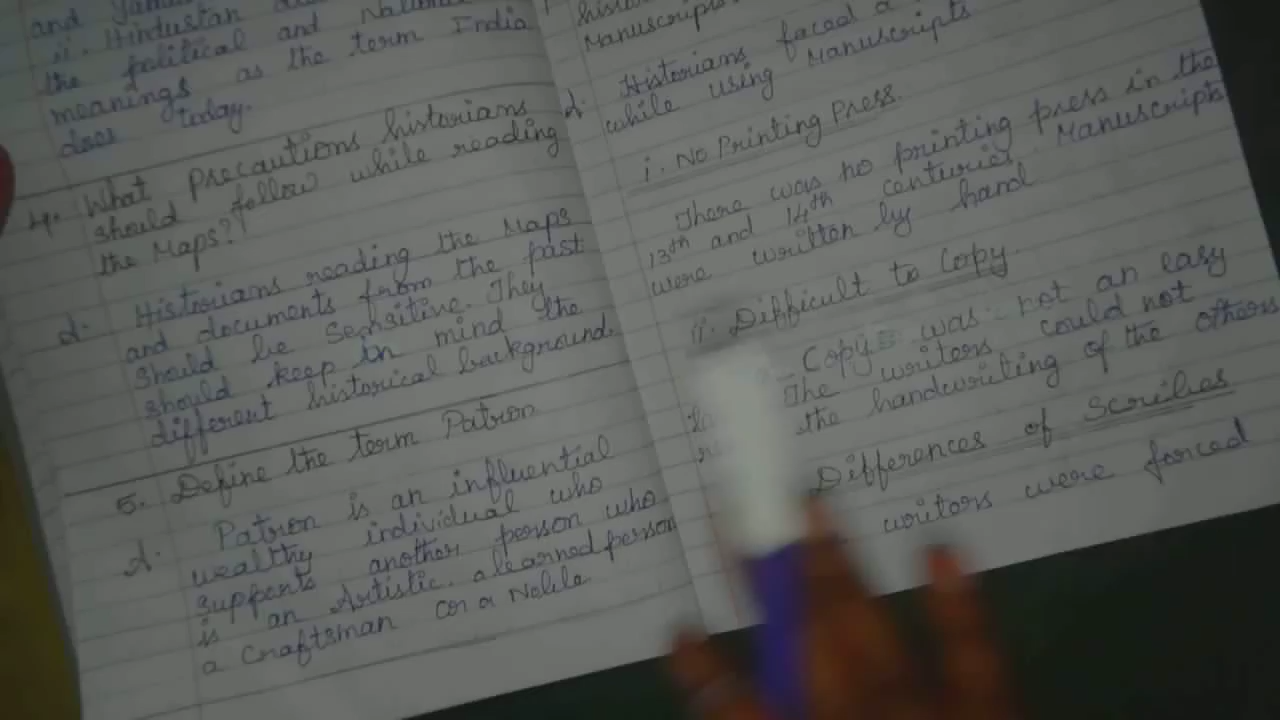 and
ii. Hindustan
the political and
meanings as the term India
does today.
4. What precautions historians
should follow while reading
the Maps?
Historians reading the Maps
and documents from the past
should be sensitive. They
should keep in mind the
different historical background.
5. Define the term Patron
Patron is an influential
wealthy individual who
supports another person who
is an Artistic. a learned person
a craftsman or a Noble
Manuscripts.
Historians faced a
while using Manuscripts
i. No Printing Press.
There was no printing press in the
13th and 14th centuries. Manuscripts
were written by hand
ii. Difficult to Copy.
Copy was not an easy
The writors could not
the handwriting of the others
Differences of Scribes
writors were forced